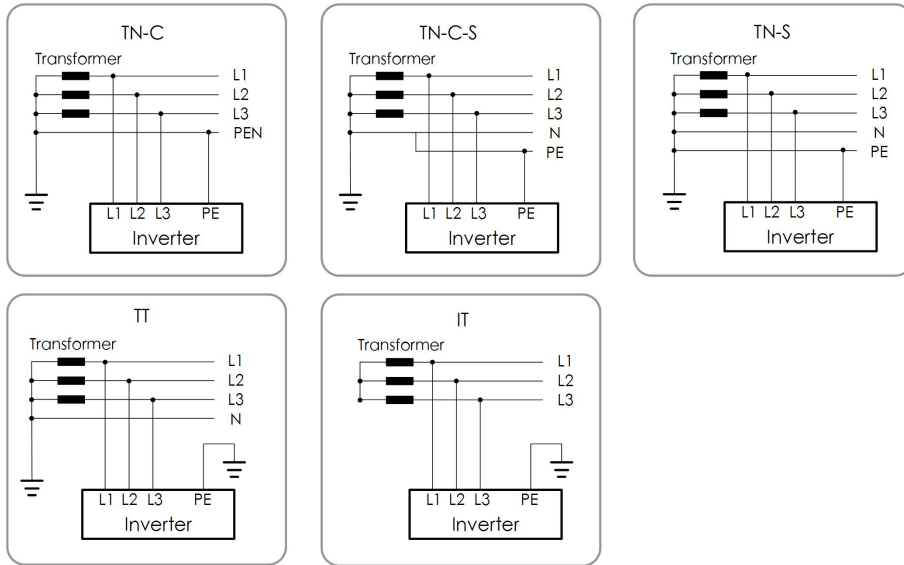 TN-C
Transformer
L1
L2
L3
PEN
L1 L2 L3 PE
Inverter
TN-C-S
Transformer
L1
L2
L3
N
PE
L1 L2 L3 PE
Inverter
TN-S
Transformer
L1
L2
L3
N
PE
L1 L2 L3 PE
Inverter
TT
Transformer
L1
L2
L3
N
L1 L2 L3 PE
Inverter
IT
Transformer
L1
L2
L3
L1 L2 L3 PE
Inverter